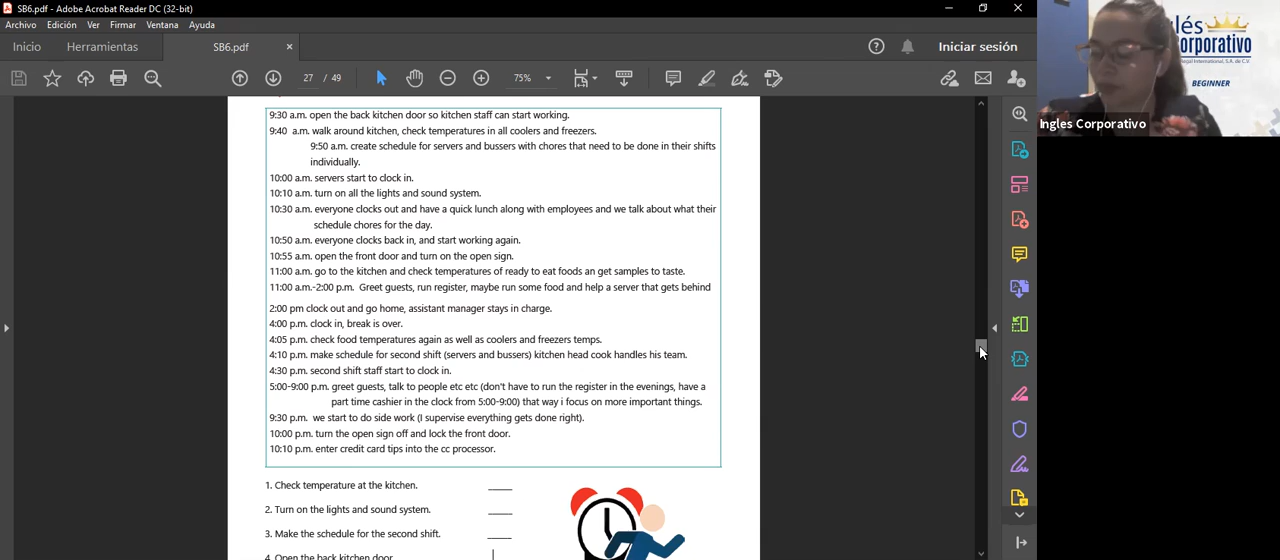 SB6.pdf - Adobe Acrobat Reader DC (32-bit)
Archivo Edición Ver Firmar Ventana Ayuda
Inicio Herramientas SB6.pdf × Iniciar sesión
27 / 49 75%
9:30 a.m. open the back kitchen door so kitchen staff can start working.
9:40 a.m. walk around kitchen, check temperatures in all coolers and freezers.
9:50 a.m. create schedule for servers and bussers with chores that need to be done in their shifts
individually.
10:00 a.m. servers start to clock in.
10:10 a.m. turn on all the lights and sound system.
10:30 a.m. everyone clocks out and have a quick lunch along with employees and we talk about what their
schedule chores for the day.
10:50 a.m. everyone clocks back in, and start working again.
10:55 a.m. open the front door and turn on the open sign.
11:00 a.m. go to the kitchen and check temperatures of ready to eat foods an get samples to taste.
11:00 a.m.-2:00 p.m. Greet guests, run register, maybe run some food and help a server that gets behind
2:00 pm clock out and go home, assistant manager stays in charge.
4:00 p.m. clock in, break is over.
4:05 p.m. check food temperatures again as well as coolers and freezers temps.
4:10 p.m. make schedule for second shift (servers and bussers) kitchen head cook handles his team.
4:30 p.m. second shift staff start to clock in.
5:00-9:00 p.m. greet guests, talk to people etc etc (don't have to run the register in the evenings, have a
part time cashier in the clock from 5:00-9:00) that way i focus on more important things.
9:30 p.m. we start to do side work (I supervise everything gets done right).
10:00 p.m. turn the open sign off and lock the front door.
10:10 p.m. enter credit card tips into the cc processor.
1. Check temperature at the kitchen. _____
2. Turn on the lights and sound system. _____
3. Make the schedule for the second shift. _____
4. Open the back kitchen door
lés
Corporativo
BEGINNER
Ingles Corporativo